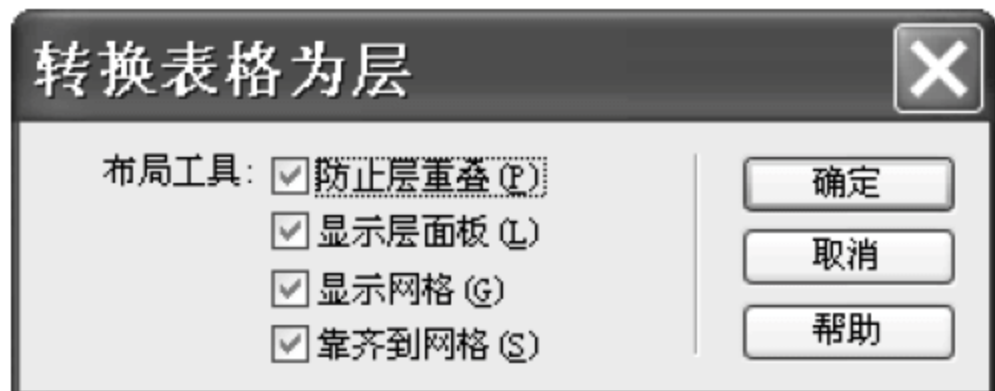 转换表格为层
布局工具: 防止层重叠(P)
显示层面板(L)
显示网格(G)
靠齐到网格(S)
确定
取消
帮助